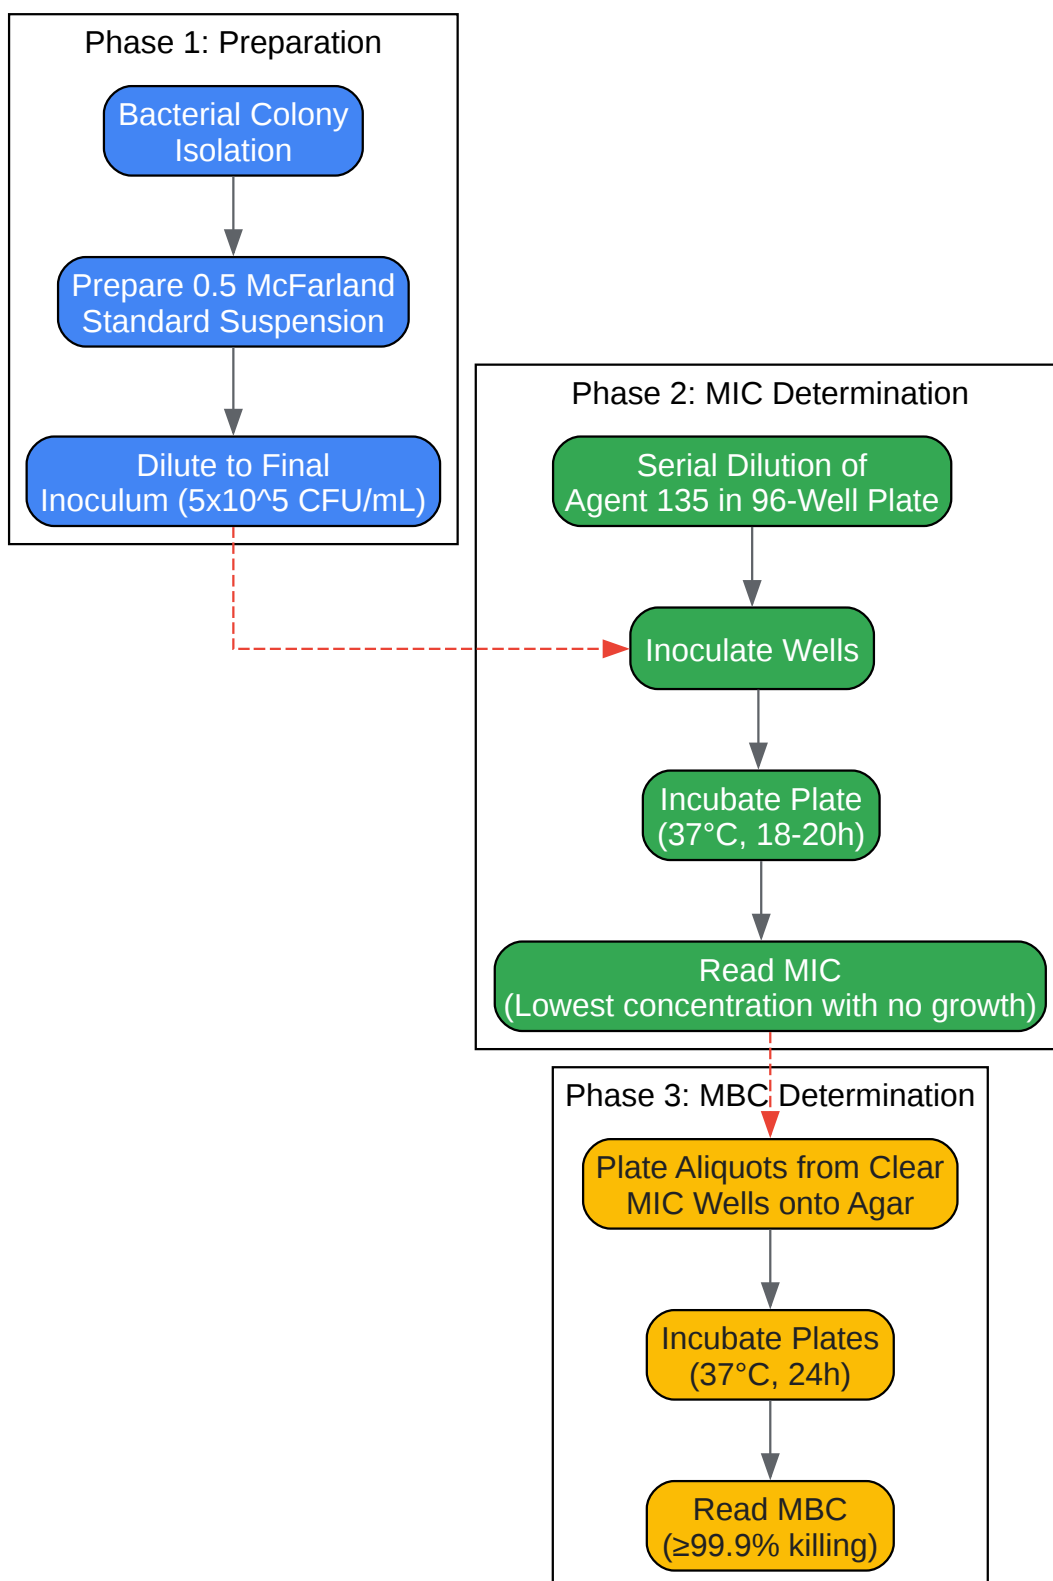 Phase 1: Preparation
Bacterial Colony
Isolation
Prepare 0.5 McFarland
Standard Suspension
Dilute to Final
Inoculum (5x10^5 CFU/mL)
Phase 2: MIC Determination
Serial Dilution of
Agent 135 in 96-Well Plate
Inoculate Wells
Incubate Plate
(37°C, 18-20h)
Read MIC
(Lowest concentration with no growth)
Phase 3: MBC Determination
Plate Aliquots from Clear
MIC Wells onto Agar
Incubate Plates
(37°C, 24h)
Read MBC
(≥99.9% killing)